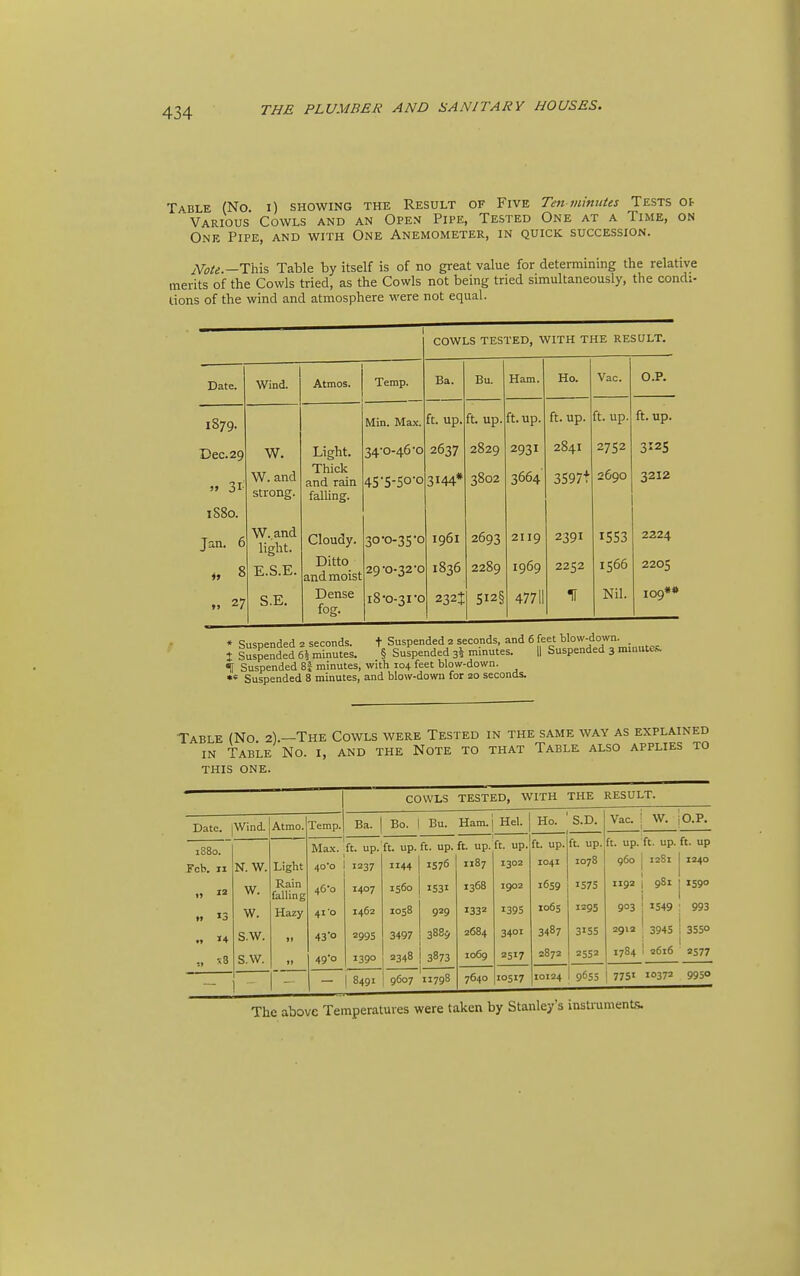 434 THE PLUMBER AND SANITARY HOUSES.
TABLE (NO. 1) SHOWING THE RESULT OF FIVE Ten-minutes TESTS OF
VARIOUS COWLS AND AN OPEN PIPE, TESTED ONE AT A TIME, ON
ONE PIPE, AND WITH ONE ANEMOMETER, IN QUICK SUCCESSION.
Note.—This Table by itself is of no great value for determining the relative
merits of the Cowls tried, as the Cowls not being tried simultaneously, the condi-
tions of the wind and atmosphere were not equal.
COWLS TESTED, WITH THE RESULT.
Date. Wind. Atmos. Temp. Ba. Bu. Ham. Ho. Vac. O.P.
1879. Min. Max. ft. up. ft. up. ft. up. ft. up. ft. up. ft. up.
Dec. 29 W. Light. 34·0-46·0 2637 2829 2931 2841 2752 3125
„ 31 W. and strong. Thick and rain falling. 45·5-50·0 3144* 3802 3664 3597† 2690 3212
1880.
Jan. 6 W. and light. Cloudy. 30·0-35·0 1961 2693 2119 2391 1553 2224
„ 8 E.S.E. Ditto and moist 29·0-32·0 1836 2289 1969 2252 1566 2205
„ 27 S.E. Dense fog. 18·0-31·0 232‡ 512§ 477‖ ¶ Nil. 109**
* Suspended 2 seconds. † Suspended 2 seconds, and 6 feet blow-down.
‡ Suspended 6½ minutes. § Suspended 3½ minutes. ‖ Suspended 3 minutes.
¶ Suspended 8¾ minutes, with 104 feet blow-down.
** Suspended 8 minutes, and blow-down for 20 seconds.
TABLE (NO. 2).—THE COWLS WERE TESTED IN THE SAME WAY AS EXPLAINED
IN TABLE NO. 1, AND THE NOTE TO THAT TABLE ALSO APPLIES TO
THIS ONE.
COWLS TESTED, WITH THE RESULT.
Date. Wind. Atmo. Temp. Ba. Bo. Bu. Ham. Hel. Ho. S.D. Vac. W. O.P.
1880. Max. ft. up. ft. up. ft. up. ft. up. ft. up. ft. up. ft. up. ft. up. ft. up. ft. up
Feb. 11 N. W. Light 40·0 1237 1144 1576 1187 1302 1041 1078 960 1281 1240
„ 12 W. Rain falling 46·0 1407 1560 1531 1368 1902 1659 1575 1192 981 1590
„ 13 W. Hazy 41·0 1462 1058 929 1332 1395 1065 1295 903 1549 993
„ 14 S.W. „ 43·0 2995 3497 3889 2684 3401 3487 3155 2912 3945 3550
„ 18 S.W. „ 49·0 1390 2348 3873 1069 2517 2872 2552 1784 2616 2577
— — — — 8491 9607 11798 7640 10517 10124 9655 7751 10372 9950
The above Temperatures were taken by Stanley's instruments.